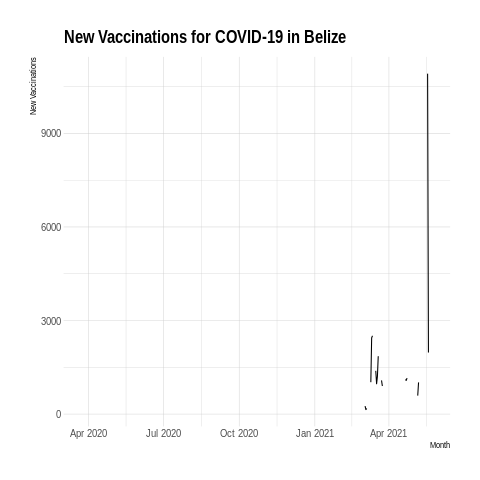 New Vaccinations for COVID-19 in Belize
New Vaccinations
9000
6000
3000
0
Apr 2020
Jul 2020
Oct 2020
Jan 2021
Apr 2021
Month